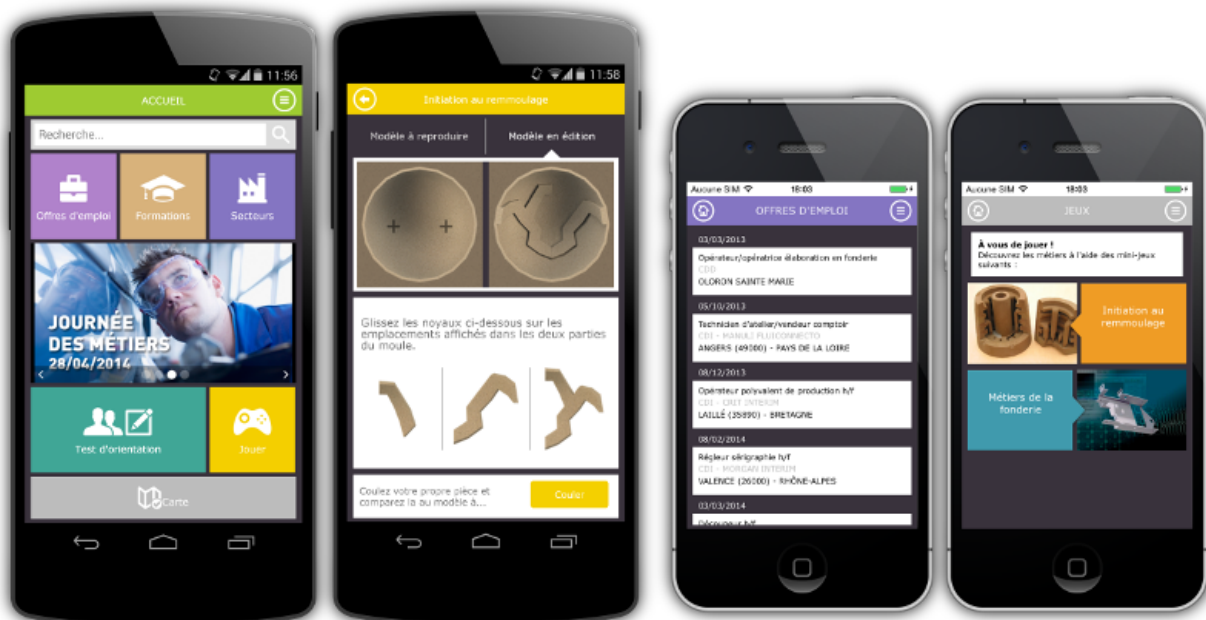 11:56
ACCUEIL
Recherche...
Offres d'emploi
Formations
Secteurs
JOURNÉE
DES MÉTIERS
28/04/2014
Test d'orientation
Jouer
Carte
11:58
Initiation au remmoulage
Modèle à reproduire
Modèle en édition
Glissez les noyaux ci-dessous sur les
emplacements affichés dans les deux parties
du moule.
Coulez votre propre pièce et
comparez la au modèle à...
Couler
Aucune SIM
18:03
OFFRES D'EMPLOI
03/03/2013
Opérateur/opératrice élaboration en fonderie
CDD
OLORON SAINTE MARIE
05/10/2013
Technicien d'atelier/vendeur comptoir
CDI - MANULI FLUICONNECTO
ANGERS (49000) - PAYS DE LA LOIRE
08/12/2013
Opérateur polyvalent de production h/f
CDI - CRIT INTERIM
LAILLÉ (35890) - BRETAGNE
08/02/2014
Régleur sérigraphie h/f
CDI - MORGAN INTERIM
VALENCE (26000) - RHÔNE-ALPES
03/03/2014
Découpeur h/f
Aucune SIM
18:03
JEUX
À vous de jouer !
Découvrez les métiers à l'aide des mini-jeux
suivants :
Initiation au
remmoulage
Métiers de la
fonderie